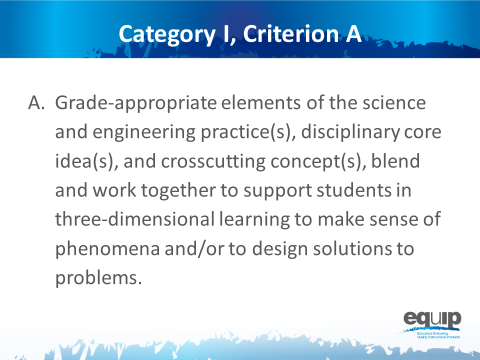 Category I, Criterion A
A. Grade-appropriate elements of the science
and engineering practice(s), disciplinary core
idea(s), and crosscutting concept(s), blend
and work together to support students in
three-dimensional learning to make sense of
phenomena and/or to design solutions to
problems.
equip
Educators Evaluating
Quality Instructional Products